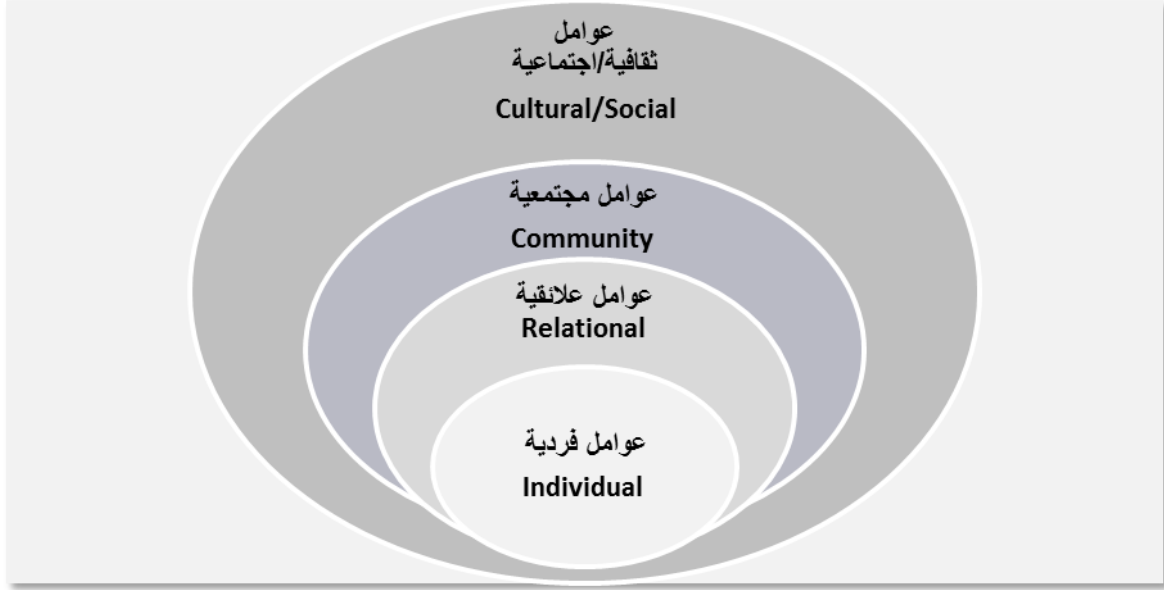 عوامل
ثقافية/اجتماعية
Cultural/Social
عوامل مجتمعية
Community
عوامل علائقية
Relational
عوامل فردية
Individual